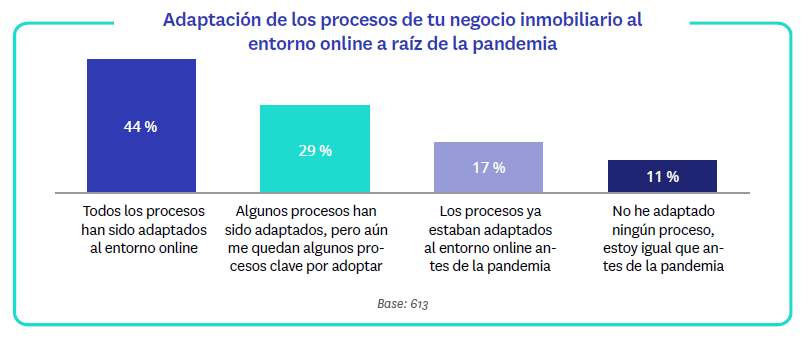 Adaptación de los procesos de tu negocio inmobiliario al
entorno online a raíz de la pandemia
44 %
29 %
17 %
11 %
Todos los procesos
han sido adaptados
al entorno online
Algunos procesos han
sido adaptados, pero aún
me quedan algunos pro-
cesos clave por adoptar
Los procesos ya
estaban adaptados
al entorno online an-
tes de la pandemia
No he adaptado
ningún proceso,
estoy igual que an-
tes de la pandemia
Base: 613